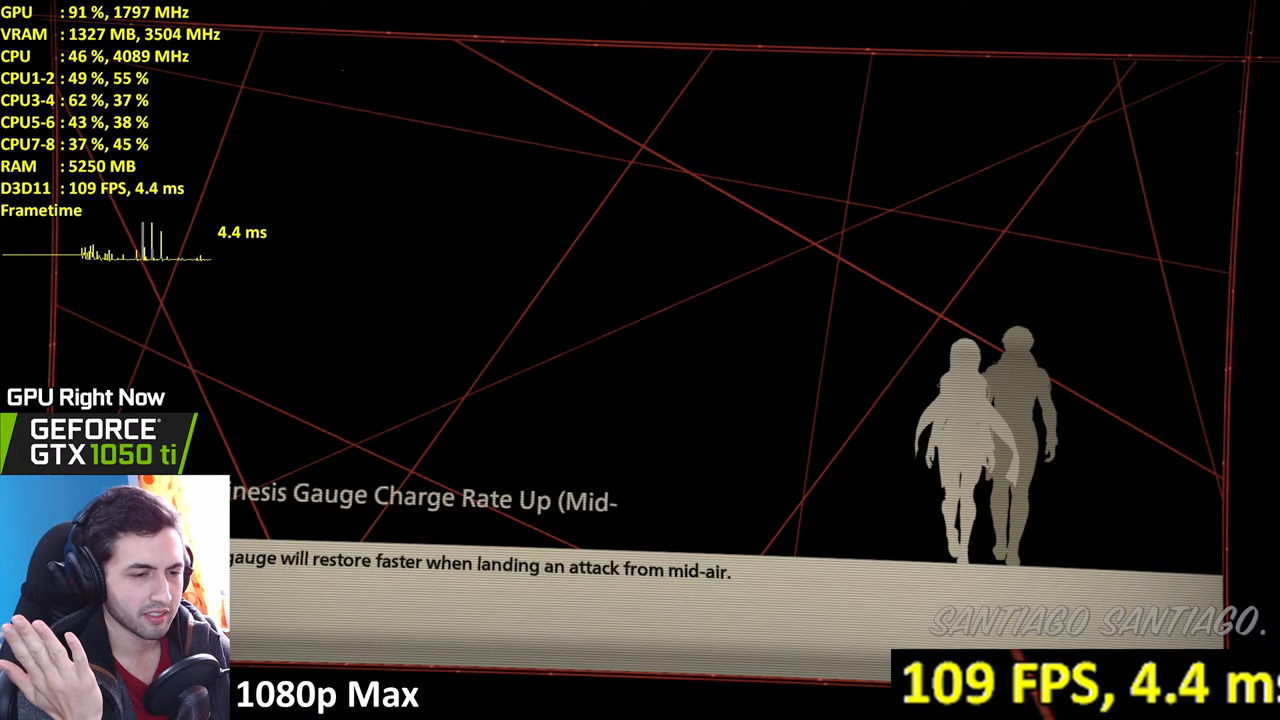 GPU : 91 %, 1797 MHz
VRAM : 1327 MB, 3504 MHz
CPU : 46 %, 4089 MHz
CPU1-2 : 49 %, 55 %
CPU3-4 : 62 %, 37 %
CPU5-6 : 43 %, 38 %
CPU7-8 : 37 %, 45 %
RAM : 5250 MB
D3D11 : 109 FPS, 4.4 ms
Frametime
4.4 ms
GPU Right Now
GEFORCE
GTX 1050 ti
inesis Gauge Charge Rate Up (Mid-
gauge will restore faster when landing an attack from mid-air.
SANTIAGO SANTIAGO.
1080p Max
109 FPS, 4.4 ms